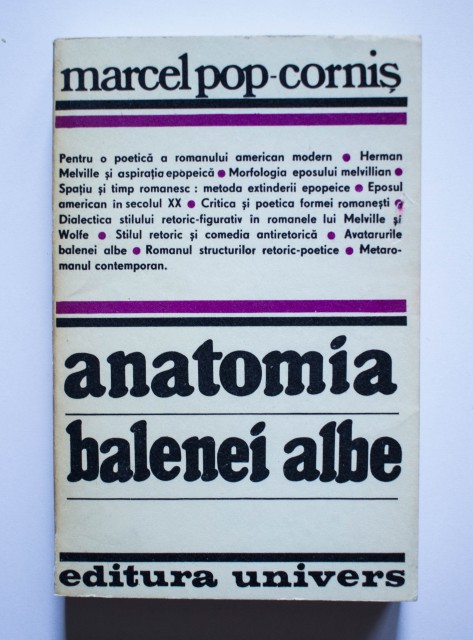 marcel pop-corniș
Pentru o poetică a romanului american modern ● Herman
Melville și aspirația epopeică ● Morfologia eposului melvillian ●
Spațiu și timp romanesc : metoda extinderii epopeice ● Eposul
american în secolul XX ● Critica și poetica formei romanești ●
Dialectica stilului retoric-figurativ în romanele lui Melville și
Wolfe ● Stilul retoric și comedia antiretorică ● Avatarurile
balenei albe ● Romanul structurilor retoric-poetice ● Metaro-
manul contemporan.
anatomia
balenei albe
editura univers